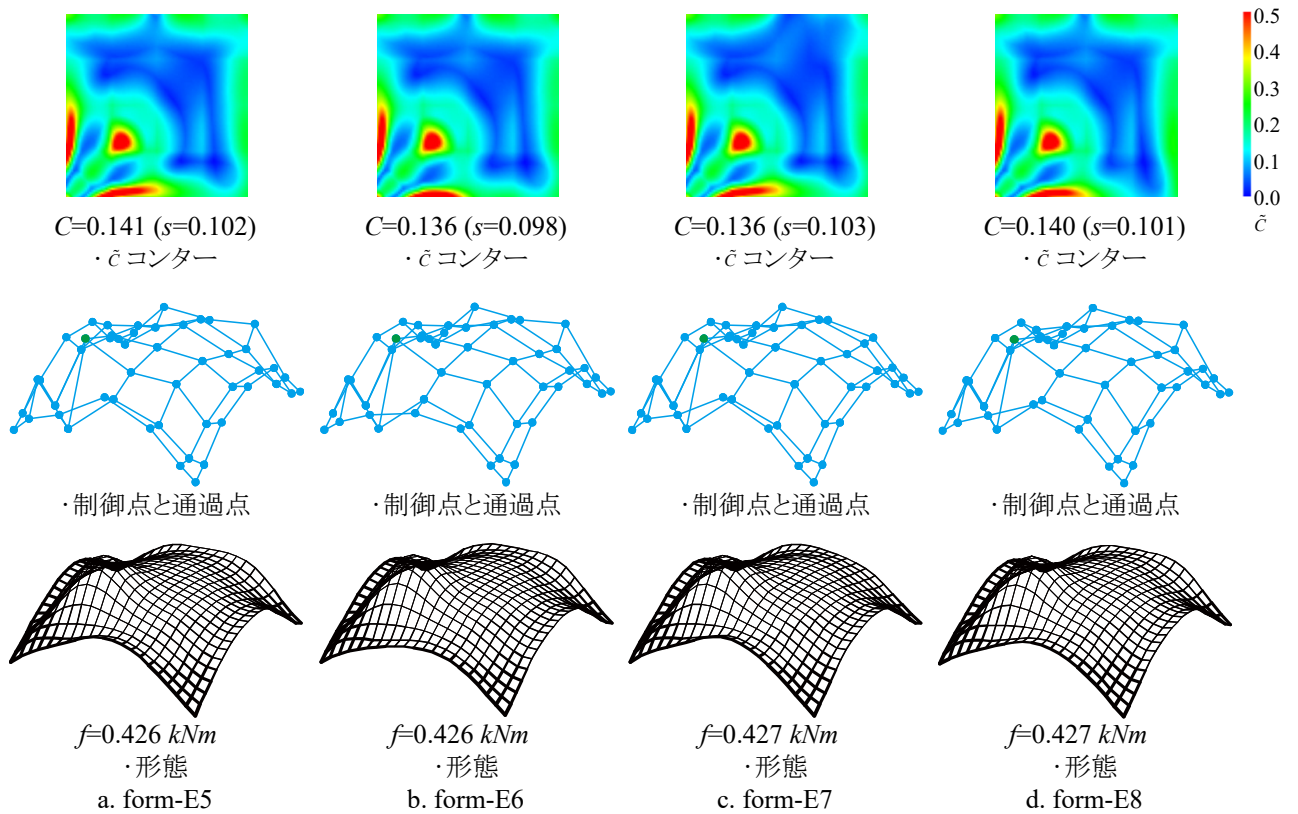 0.5
0.4
0.3
0.2
0.1
0.0
c̃
C=0.141 (s=0.102)
・c̃ コンター
C=0.136 (s=0.098)
・c̃ コンター
C=0.136 (s=0.103)
・c̃ コンター
C=0.140 (s=0.101)
・c̃ コンター
・制御点と通過点
・制御点と通過点
・制御点と通過点
・制御点と通過点
f=0.426 kNm
・形態
a. form-E5
f=0.426 kNm
・形態
b. form-E6
f=0.427 kNm
・形態
c. form-E7
f=0.427 kNm
・形態
d. form-E8